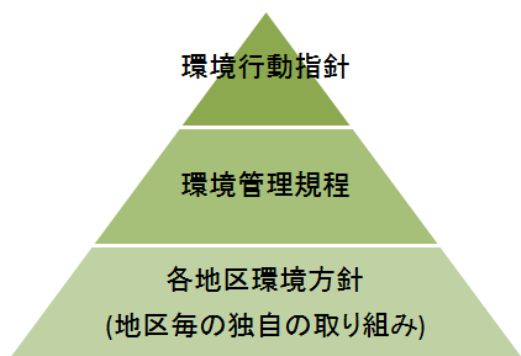 環境行動指針
環境管理規程
各地区環境方針
(地区毎の独自の取り組み)